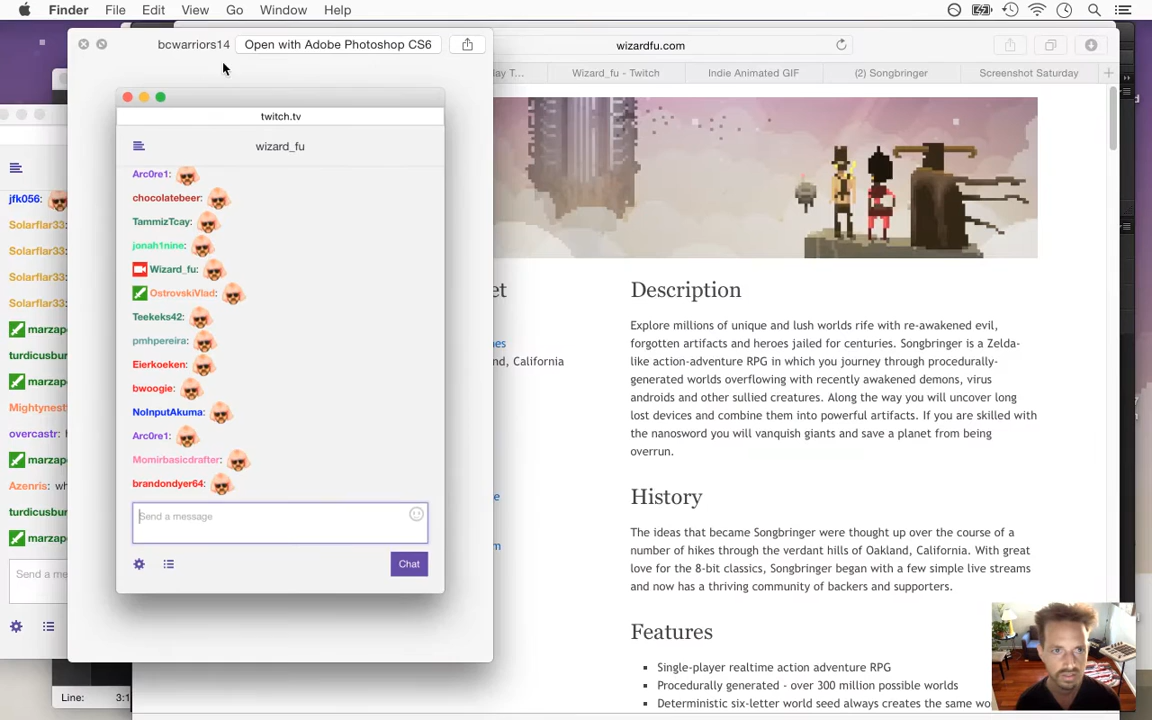 Finder File Edit View Go Window Help
bcwarriors14 Open with Adobe Photoshop CS6
wizardfu.com
Wizard_fu - Twitch Indie Animated GIF (2) Songbringer Screenshot Saturday
twitch.tv
wizard_fu
Arc0re1:
chocolatebeer:
TammizTcay:
jonah1nine:
Wizard_fu:
OstrovskiVlad:
Teekeks42:
pmhpereira:
Eierkoeken:
bwoogie:
NoInputAkuma:
Arc0re1:
Momirbasicdrafter:
brandondyer64:
Send a message
Chat
jfk056:
Solarflar33:
Solarflar33:
Solarflar33:
Solarflar33:
marzap
turdicusbu
marzap
Mightynest
overcastr:
marzap
Azenris: wh
turdicusbu
marzap
Send a me
Line: 3:1
et
es
nd, California
e
m
Description
Explore millions of unique and lush worlds rife with re-awakened evil,
forgotten artifacts and heroes jailed for centuries. Songbringer is a Zelda-
like action-adventure RPG in which you journey through procedurally-
generated worlds overflowing with recently awakened demons, virus
androids and other sullied creatures. Along the way you will uncover long
lost devices and combine them into powerful artifacts. If you are skilled with
the nanosword you will vanquish giants and save a planet from being
overrun.
History
The ideas that became Songbringer were thought up over the course of a
number of hikes through the verdant hills of Oakland, California. With great
love for the 8-bit classics, Songbringer began with a few simple live streams
and now has a thriving community of backers and supporters.
Features
Single-player realtime action adventure RPG
Procedurally generated - over 300 million possible worlds
Deterministic six-letter world seed always creates the same wo